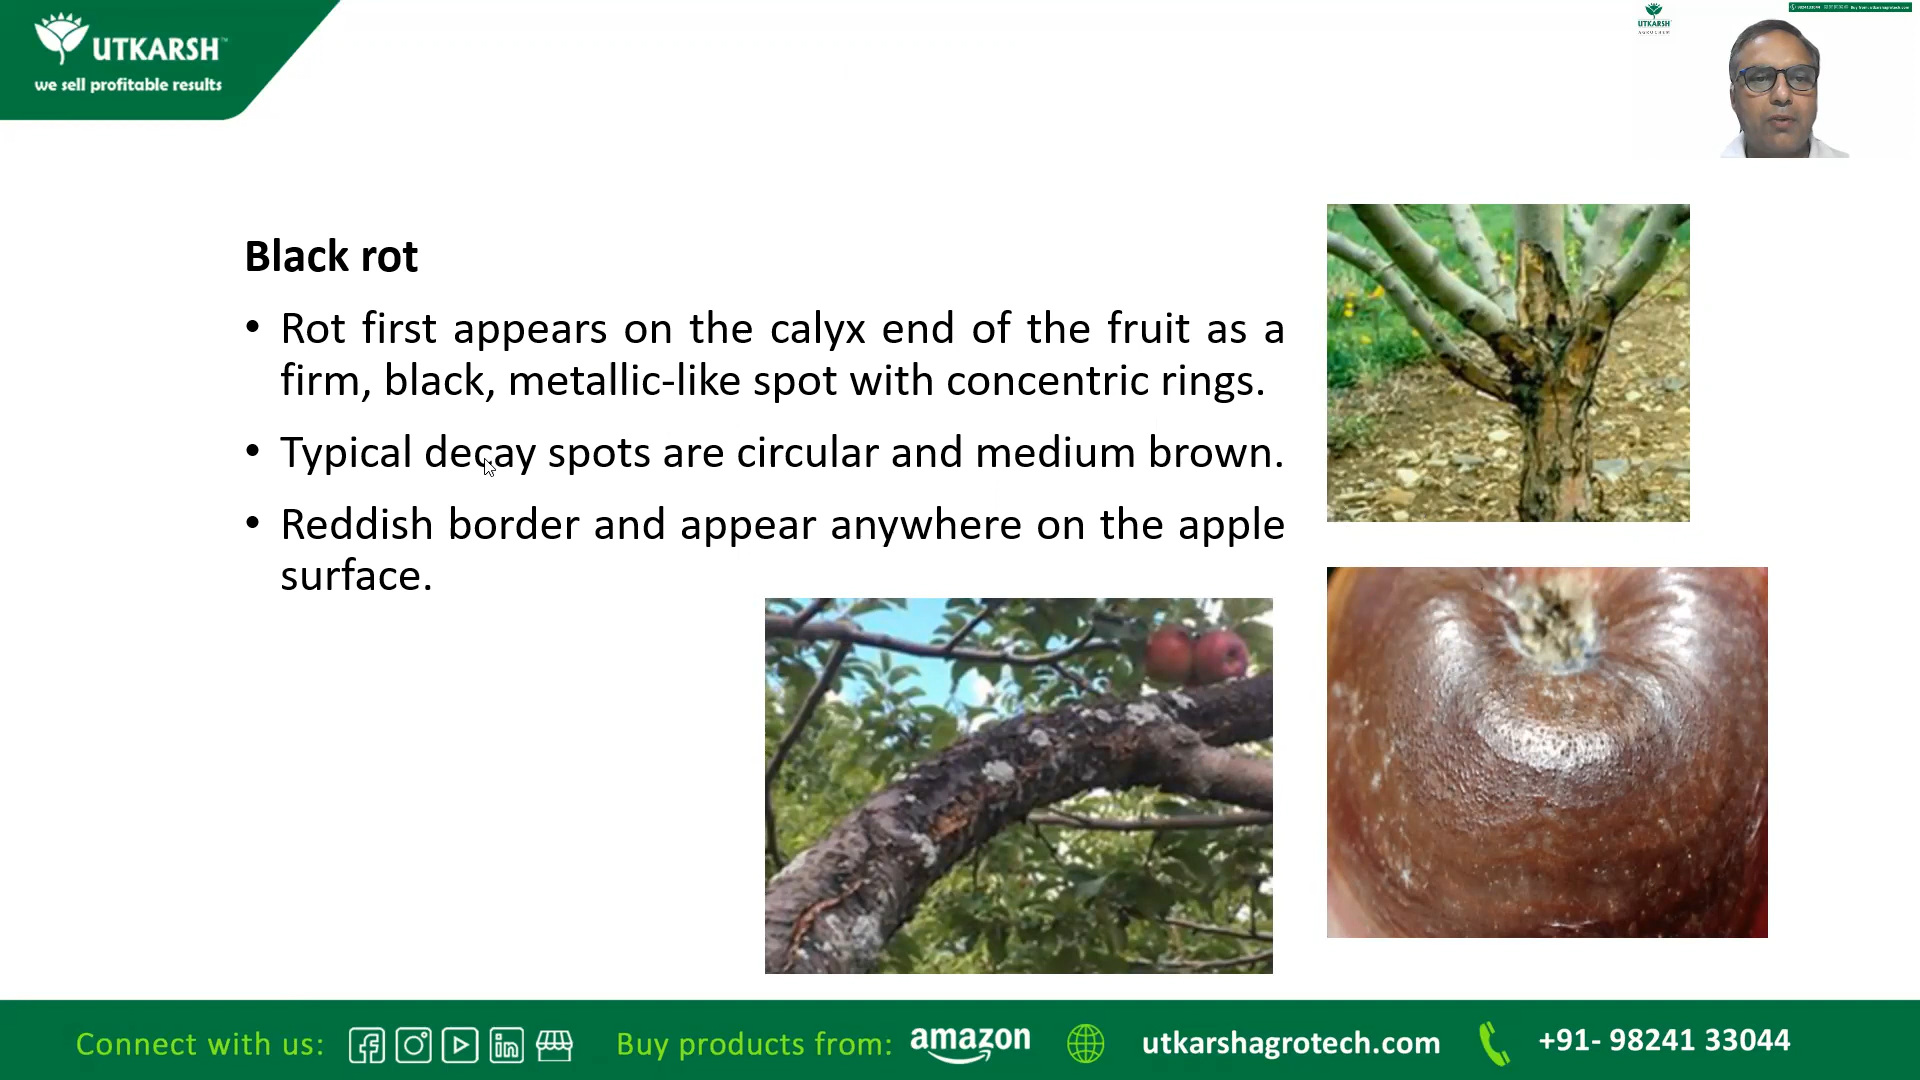 UTKARSH™
we sell profitable results
UTKARSH
AGROCHEM
Black rot
• Rot first appears on the calyx end of the fruit as a
firm, black, metallic-like spot with concentric rings.
• Typical decay spots are circular and medium brown.
• Reddish border and appear anywhere on the apple
surface.
Connect with us:
Buy products from: amazon
utkarshagrotech.com
+91- 98241 33044